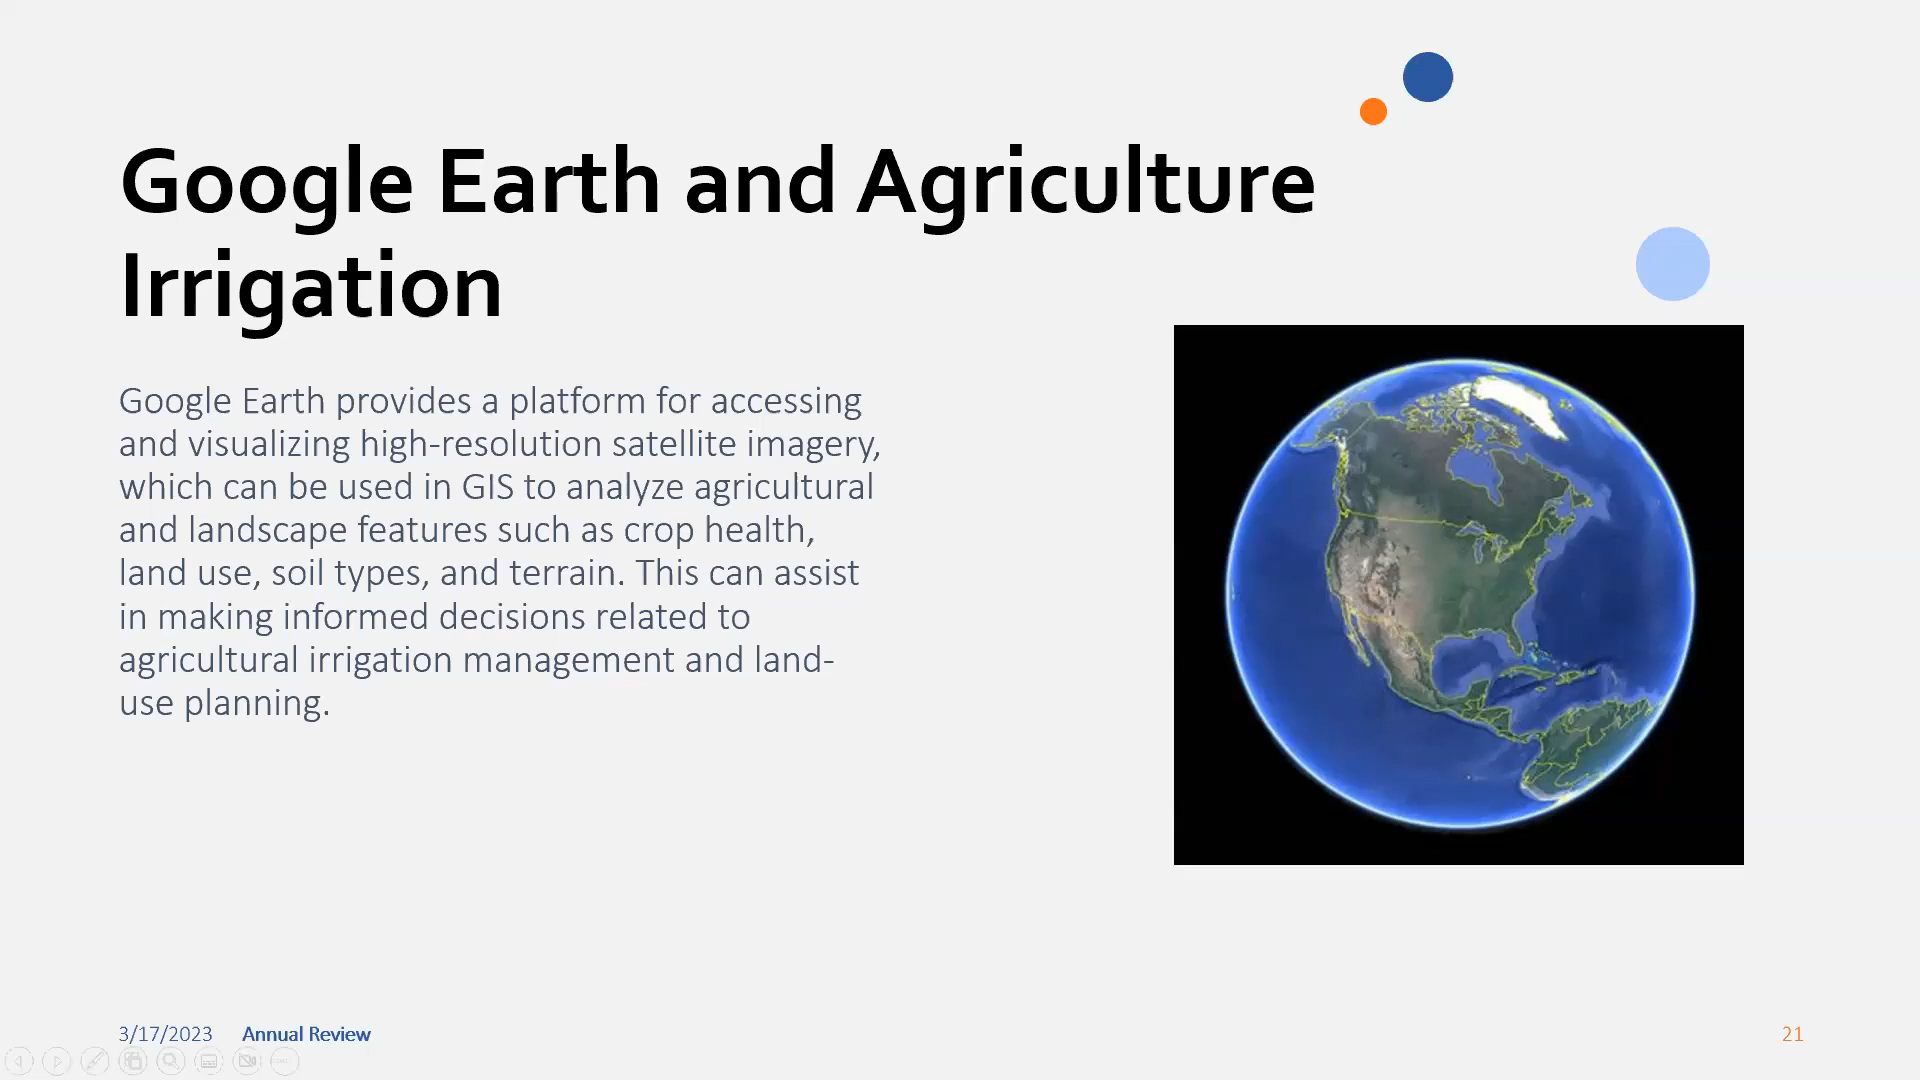 Google Earth and Agriculture
Irrigation
Google Earth provides a platform for accessing
and visualizing high-resolution satellite imagery,
which can be used in GIS to analyze agricultural
and landscape features such as crop health,
land use, soil types, and terrain. This can assist
in making informed decisions related to
agricultural irrigation management and land-
use planning.
3/17/2023 Annual Review
21